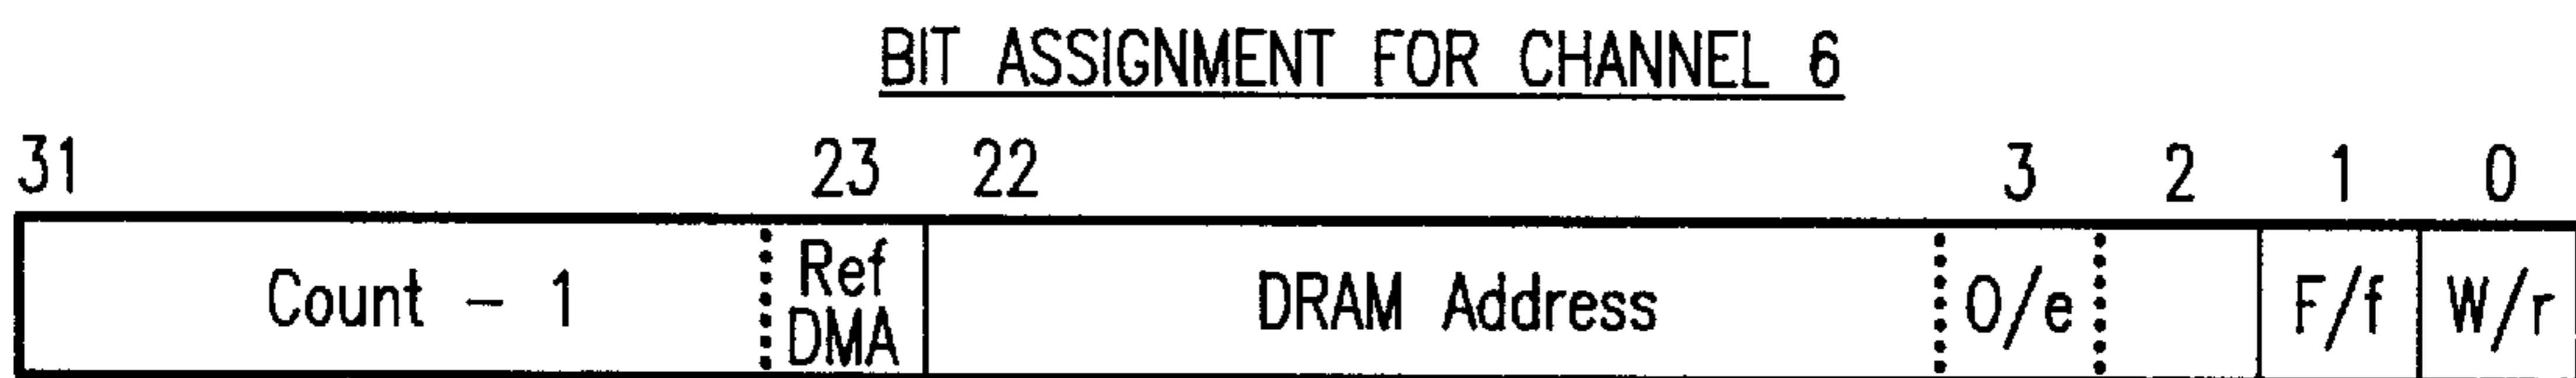 BIT ASSIGNMENT FOR CHANNEL 6
31 23 22 3 2 1 0
Count – 1 Ref DMA DRAM Address O/e F/f W/r